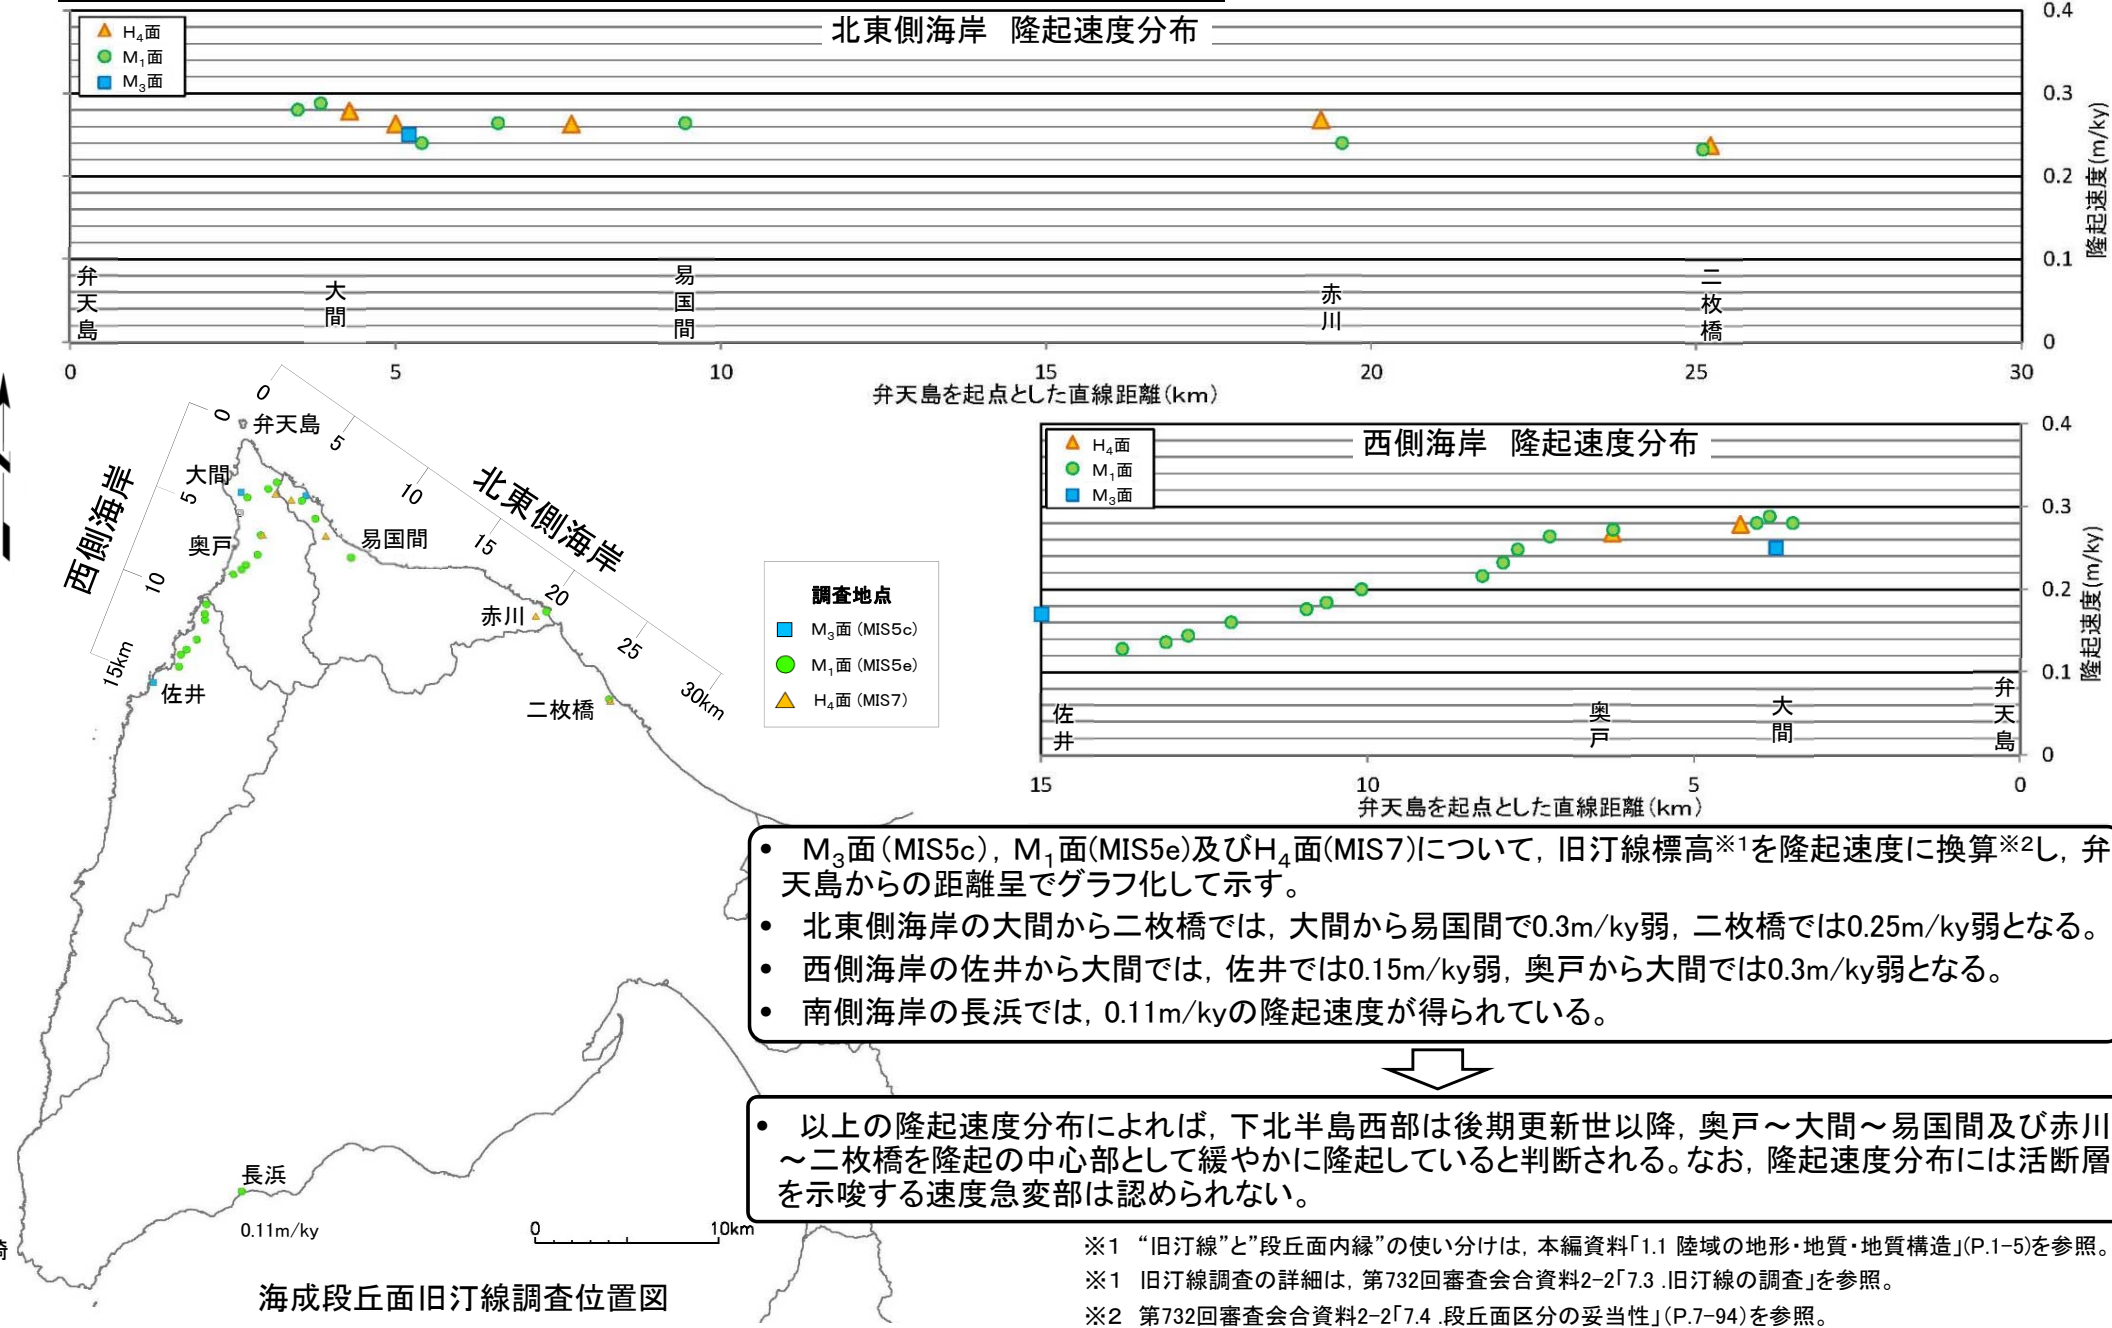 北東側海岸　隆起速度分布
H4面
M1面
M3面
0.4
0.3
0.2
0.1
0
隆起速度(m/ky)
弁天島
大間
易国間
赤川
二枚橋
0 5 10 15 20 25 30
弁天島を起点とした直線距離(km)
西側海岸　隆起速度分布
H4面
M1面
M3面
0.4
0.3
0.2
0.1
0
隆起速度(m/ky)
佐井
奥戸
大間
弁天島
15 10 5 0
弁天島を起点とした直線距離(km)
0 5 10 15km
西側海岸
0 5 10 15 20 25 30km
北東側海岸
弁天島
大間
奥戸
易国間
赤川
佐井
二枚橋
長浜
0.11m/ky
崎
0 10km
海成段丘面旧汀線調査位置図
調査地点
M3面(MIS5c)
M1面(MIS5e)
H4面(MIS7)
•　M3面(MIS5c)，M1面(MIS5e)及びH4面(MIS7)について，旧汀線標高※1を隆起速度に換算※2し，弁
天島からの距離呈でグラフ化して示す。
•　北東側海岸の大間から二枚橋では，大間から易国間で0.3m/ky弱，二枚橋では0.25m/ky弱となる。
•　西側海岸の佐井から大間では，佐井では0.15m/ky弱，奥戸から大間では0.3m/ky弱となる。
•　南側海岸の長浜では，0.11m/kyの隆起速度が得られている。
•　以上の隆起速度分布によれば，下北半島西部は後期更新世以降，奥戸～大間～易国間及び赤川
～二枚橋を隆起の中心部として緩やかに隆起していると判断される。なお，隆起速度分布には活断層
を示唆する速度急変部は認められない。
※1　“旧汀線”と”段丘面内縁”の使い分けは，本編資料「1.1 陸域の地形・地質・地質構造」(P.1-5)を参照。
※1　旧汀線調査の詳細は，第732回審査会合資料2-2「7.3 .旧汀線の調査」を参照。
※2　第732回審査会合資料2-2「7.4 .段丘面区分の妥当性」(P.7-94)を参照。